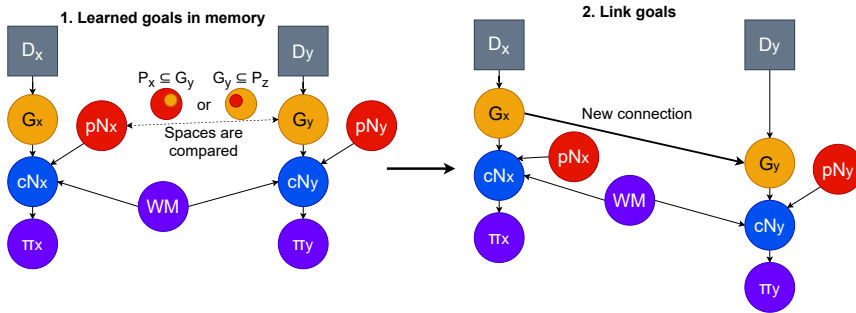 1. Learned goals in memory
Dx
Dy
Px ⊆ Gy
Gy ⊆ Pz
or
Gx
pNx
Spaces are
compared
Gy
pNy
cNx
WM
cNy
πx
πy
2. Link goals
Dx
Dy
Gx
New connection
pNx
Gy
pNy
cNx
WM
cNy
πx
πy